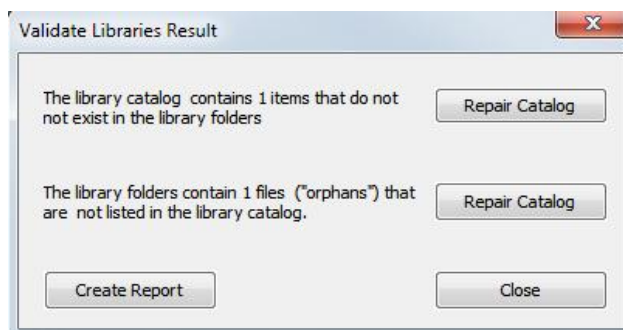 Validate Libraries Result
x
The library catalog contains 1 items that do not
not exist in the library folders
Repair Catalog
The library folders contain 1 files ("orphans") that
are not listed in the library catalog.
Repair Catalog
Create Report
Close